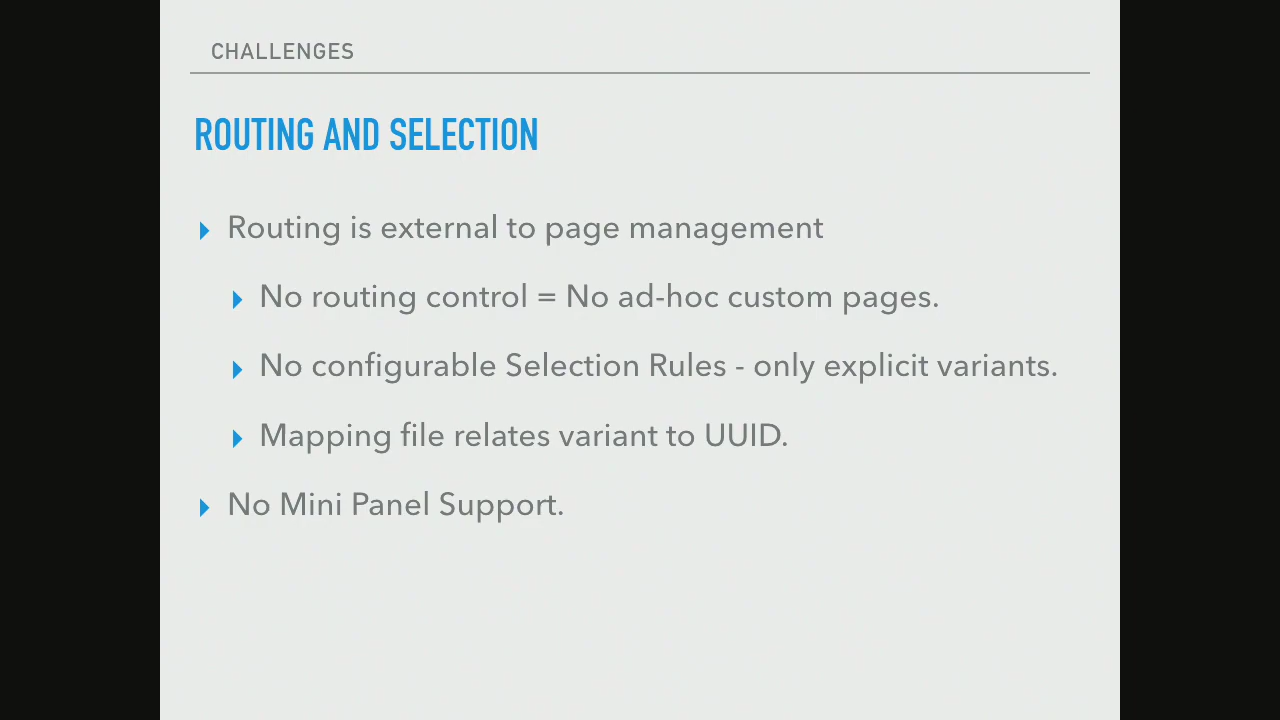 CHALLENGES
ROUTING AND SELECTION
Routing is external to page management
No routing control = No ad-hoc custom pages.
No configurable Selection Rules - only explicit variants.
Mapping file relates variant to UUID.
No Mini Panel Support.